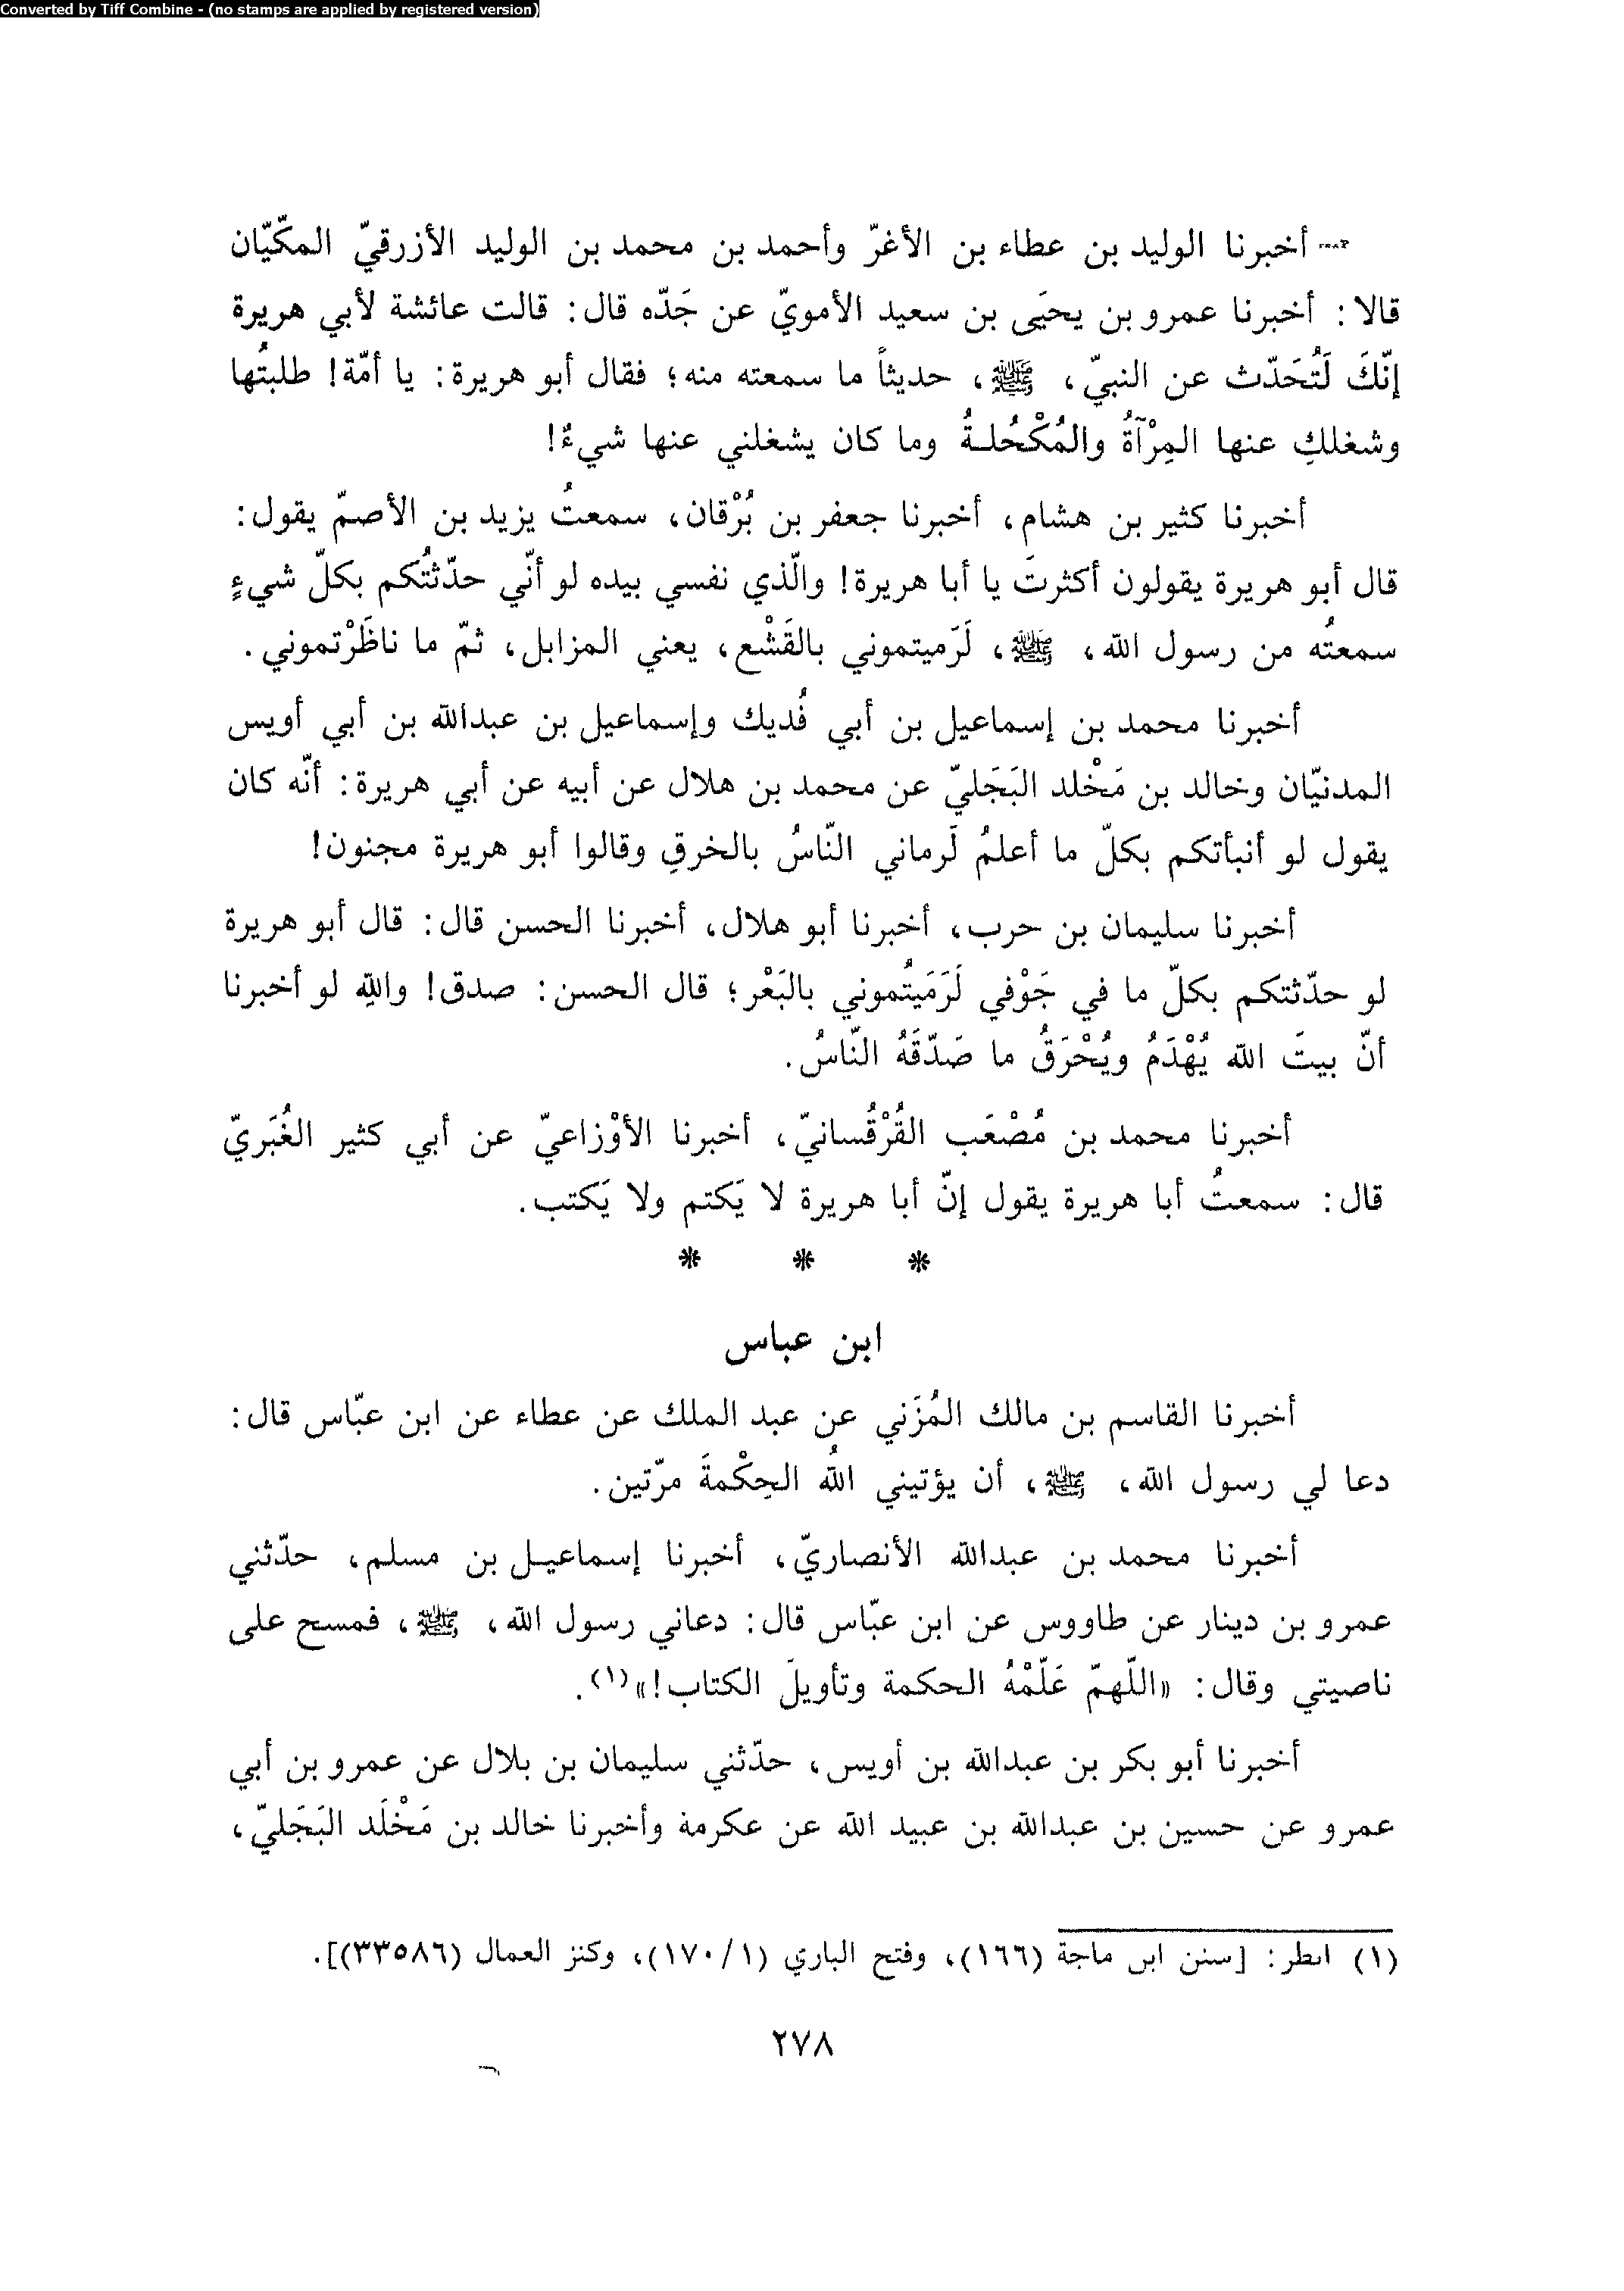 Converted by Tiff Combine - (no stamps are applied by registered version)
أخبرنا الوليد بن عطاء بن الأغرّ وأحمد بن محمد بن الوليد الأزرقيّ المكّيّان
قالا: أخبرنا عمرو بن يحيَى بن سعيد الأمويّ عن جَدّه قال: قالت عائشة لأبي هريرة
إنّكَ لَتُحَدّث عن النبيّ، ﷺ، حديثاً ما سمعته منه؛ فقال أبو هريرة: يا أمّة! طلبتُها
وشغلكِ عنها المِرْآةُ والمُكْحُلـةُ وما كان يشغلني عنها شيءٌ!
أخبرنا كثير بن هشام، أخبرنا جعفر بن بُرْقان، سمعتُ يزيد بن الأصمّ يقول:
قال أبو هريرة يقولون أكثرتَ يا أبا هريرة! والّذي نفسي بيده لو أنّي حدّثتُكم بكلّ شيءٍ
سمعتُه من رسول الله، ﷺ، لَرَميتموني بالقَشْع، يعني المزابل، ثمّ ما ناظَرْتموني.
أخبرنا محمد بن إسماعيل بن أبي فُديك وإسماعيل بن عبدالله بن أبي أويس
المدنيّان وخالد بن مَخْلد البَجَليّ عن محمد بن هلال عن أبيه عن أبي هريرة: أنّه كان
يقول لو أنبأتكم بكلّ ما أعلمُ لَرماني النّاسُ بالخرقِ وقالوا أبو هريرة مجنون!
أخبرنا سليمان بن حرب، أخبرنا أبو هلال، أخبرنا الحسن قال: قال أبو هريرة
لو حدّثتكم بكلّ ما في جَوْفي لَرَمَيتُموني بالبَعْر؛ قال الحسن: صدق! واللهِ لو أخبرنا
أنّ بيتَ الله يُهْدَمُ ويُحْرَقُ ما صَدّقَهُ النّاسُ.
أخبرنا محمد بن مُصْعَب القُرْقُسانيّ، أخبرنا الأوْزاعيّ عن أبي كثير الغُبَريّ
قال: سمعتُ أبا هريرة يقول إنّ أبا هريرة لا يَكتم ولا يَكتب.
* * *
ابن عباس
أخبرنا القاسم بن مالك المُزَني عن عبد الملك عن عطاء عن ابن عبّاس قال:
دعا لي رسول الله، ﷺ، أن يؤتيني اللهُ الحِكْمةَ مرّتين.
أخبرنا محمد بن عبدالله الأنصاريّ، أخبرنا إسماعيـل بن مسلم، حدّثني
عمرو بن دينار عن طاووس عن ابن عبّاس قال: دعاني رسول الله، ﷺ، فمسح على
ناصيتي وقال: «اللّهمّ عَلّمْهُ الحكمة وتأويلَ الكتاب!»(١).
أخبرنا أبو بكر بن عبدالله بن أويس، حدّثني سليمان بن بلال عن عمرو بن أبي
عمرو عن حسين بن عبدالله بن عبيد الله عن عكرمة وأخبرنا خالد بن مَخْلَد البَجَليّ،
(١) انظر: [سنن ابن ماجة (١٦٦)، وفتح الباري (١/ ١٧٠)، وكنز العمال (٣٣٥٨٦)].
٢٧٨